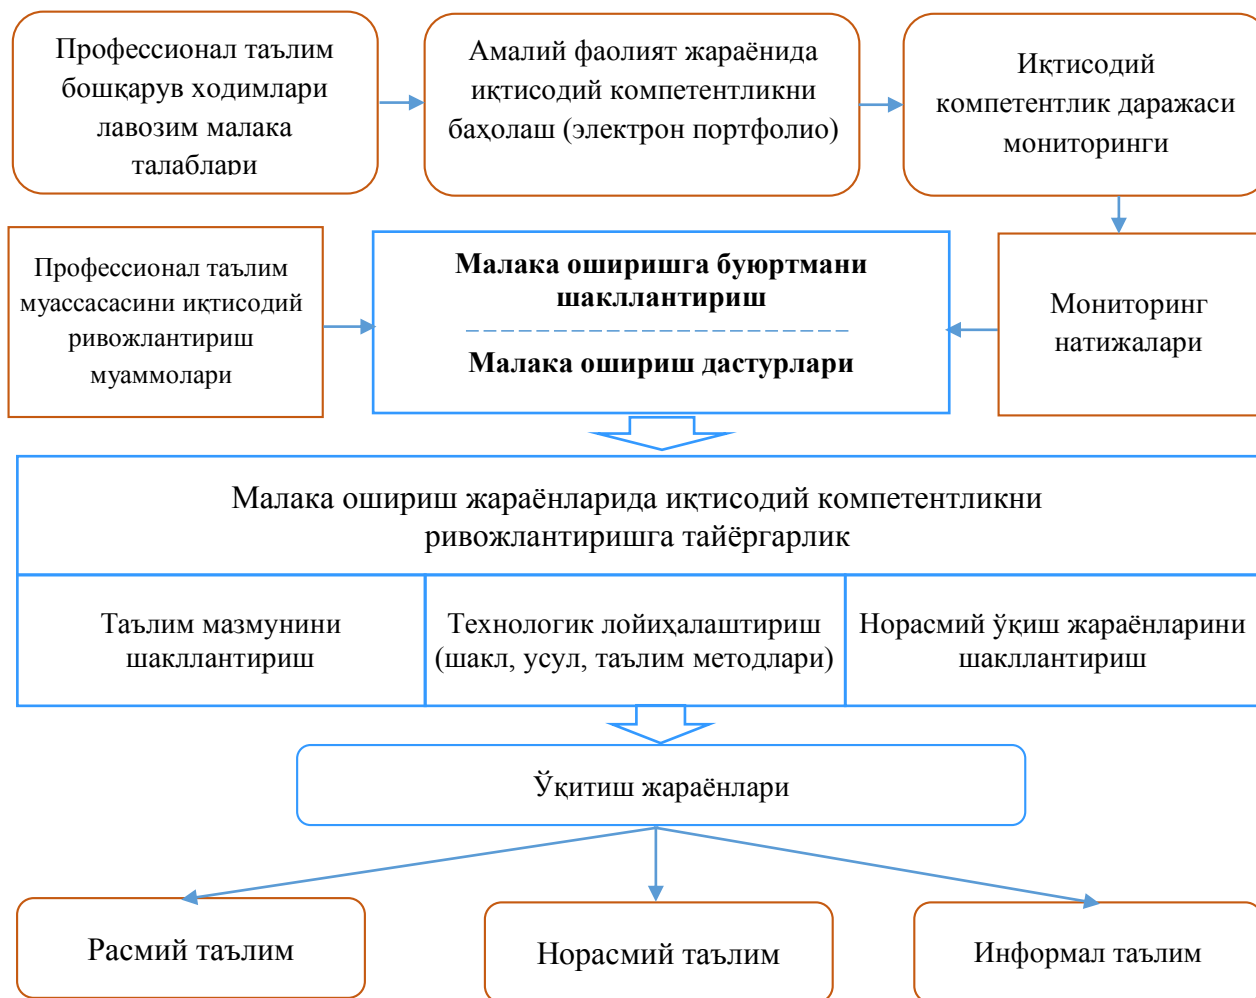 Профессионал таълим
бошқарув ходимлари
лавозим малака
талаблари
Амалий фаолият жараёнида
иқтисодий компетентликни
баҳолаш (электрон портфолио)
Иқтисодий
компетентлик даражаси
мониторинги
Профессионал таълим
муассасасини иқтисодий
ривожлантириш
муаммолари
Малака оширишга буюртмани
шакллантириш
Малака ошириш дастурлари
Мониторинг
натижалари
Малака ошириш жараёнларида иқтисодий компетентликни
ривожлантиришга тайёргарлик
Таълим мазмунини
шакллантириш
Технологик лойиҳалаштириш
(шакл, усул, таълим методлари)
Норасмий ўқиш жараёнларини
шакллантириш
Ўқитиш жараёнлари
Расмий таълим
Норасмий таълим
Информал таълим